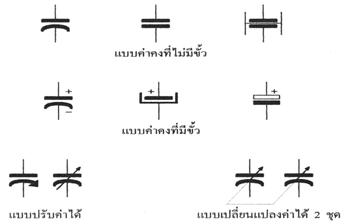 แบบค่าคงที่ไม่มีขั้ว
+ + +
−
แบบค่าคงที่มีขั้ว
แบบปรับค่าได้ แบบเปลี่ยนแปลงค่าได้ 2 ชุด